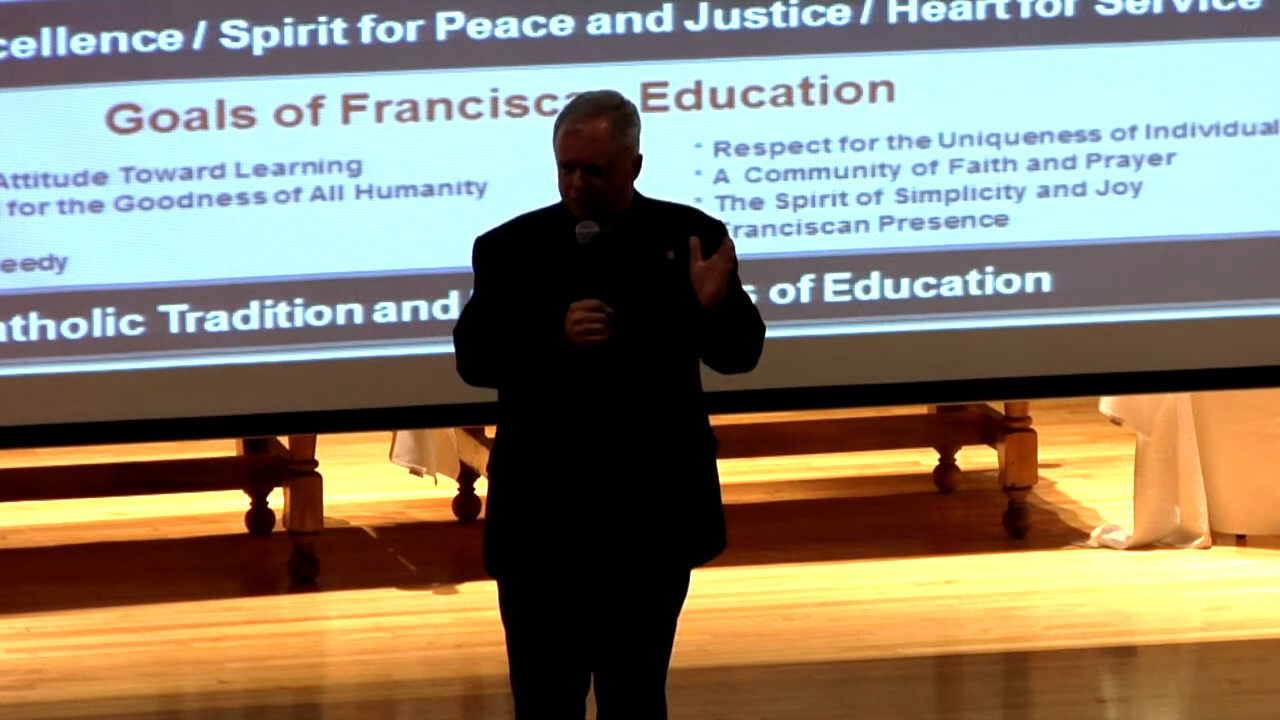 cellence / Spirit for Peace and Justice / Heart for Service
Goals of Francisca Education
Attitude Toward Learning
for the Goodness of All Humanity
eedy
* Respect for the Uniqueness of Individual
* A Community of Faith and Prayer
* The Spirit of Simplicity and Joy
Franciscan Presence
atholic Tradition and s of Education